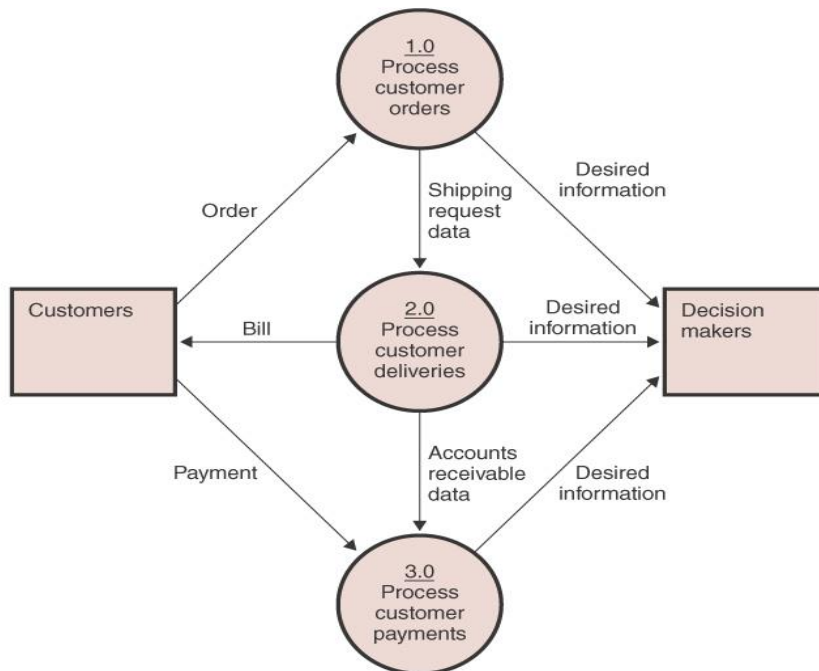 1.0
Process
customer
orders
Order
Shipping
request
data
Desired
information
Customers
Bill
2.0
Process
customer
deliveries
Desired
information
Decision
makers
Payment
Accounts
receivable
data
Desired
information
3.0
Process
customer
payments